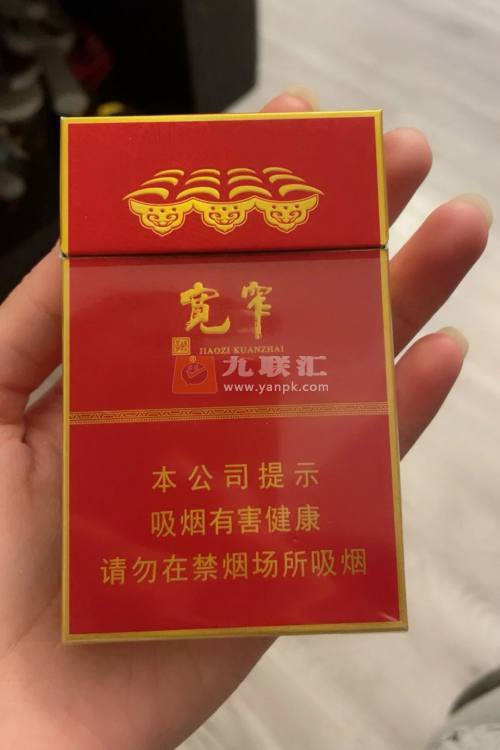 宽窄
JIAOZI KUANZHAI
九联汇
www.yanpk.com
本公司提示
吸烟有害健康
请勿在禁烟场所吸烟